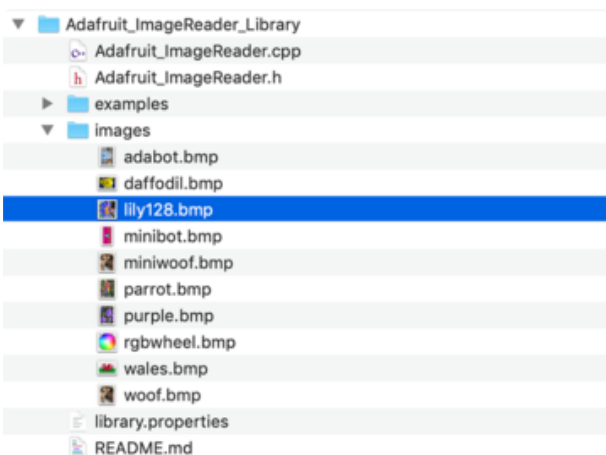 Adafruit_ImageReader_Library
Adafruit_ImageReader.cpp
Adafruit_ImageReader.h
examples
images
adabot.bmp
daffodil.bmp
lily128.bmp
minibot.bmp
miniwoof.bmp
parrot.bmp
purple.bmp
rgbwheel.bmp
wales.bmp
woof.bmp
library.properties
README.md